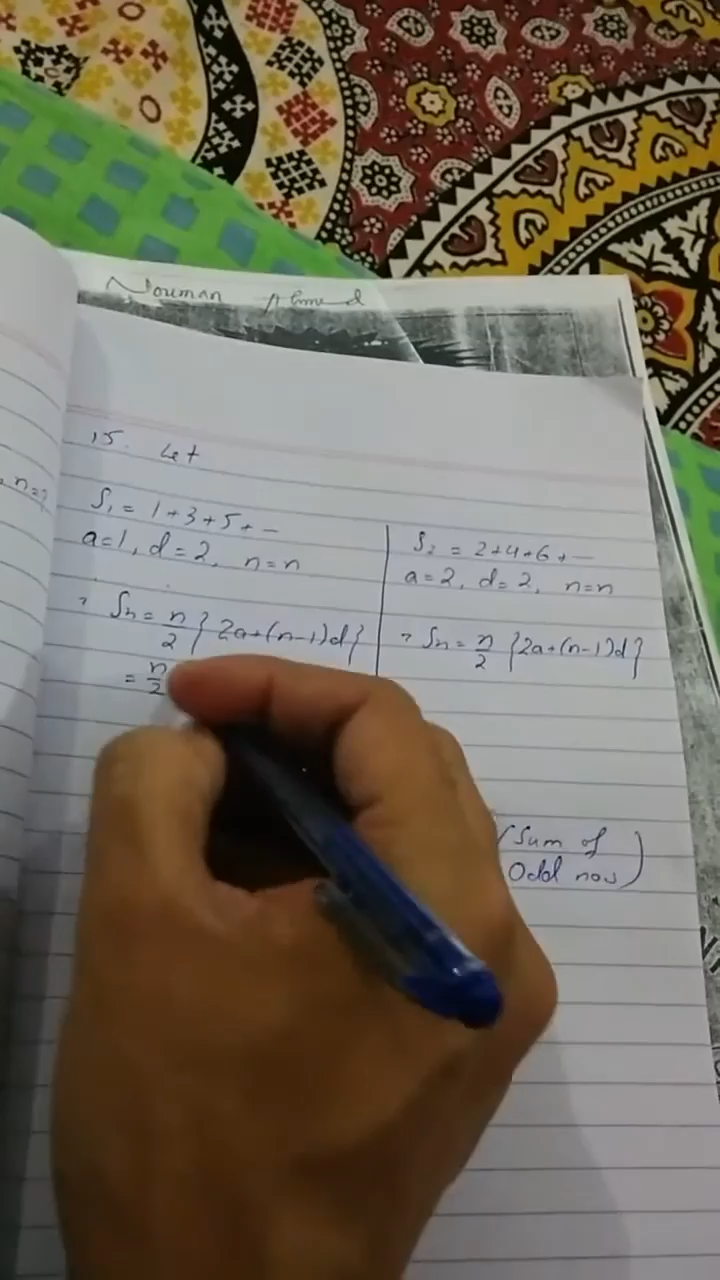 Nouman Ahmed
15. Let
S₁ = 1+3+5+ –
a=1, d=2, n=n
, Sn = n/2 { 2a+(n-1)d}
= n/2
S₂ = 2+4+6+ –
a=2, d=2, n=n
, Sn = n/2 {2a+(n-1)d}
(Sum of
Odd nos)
, n=?